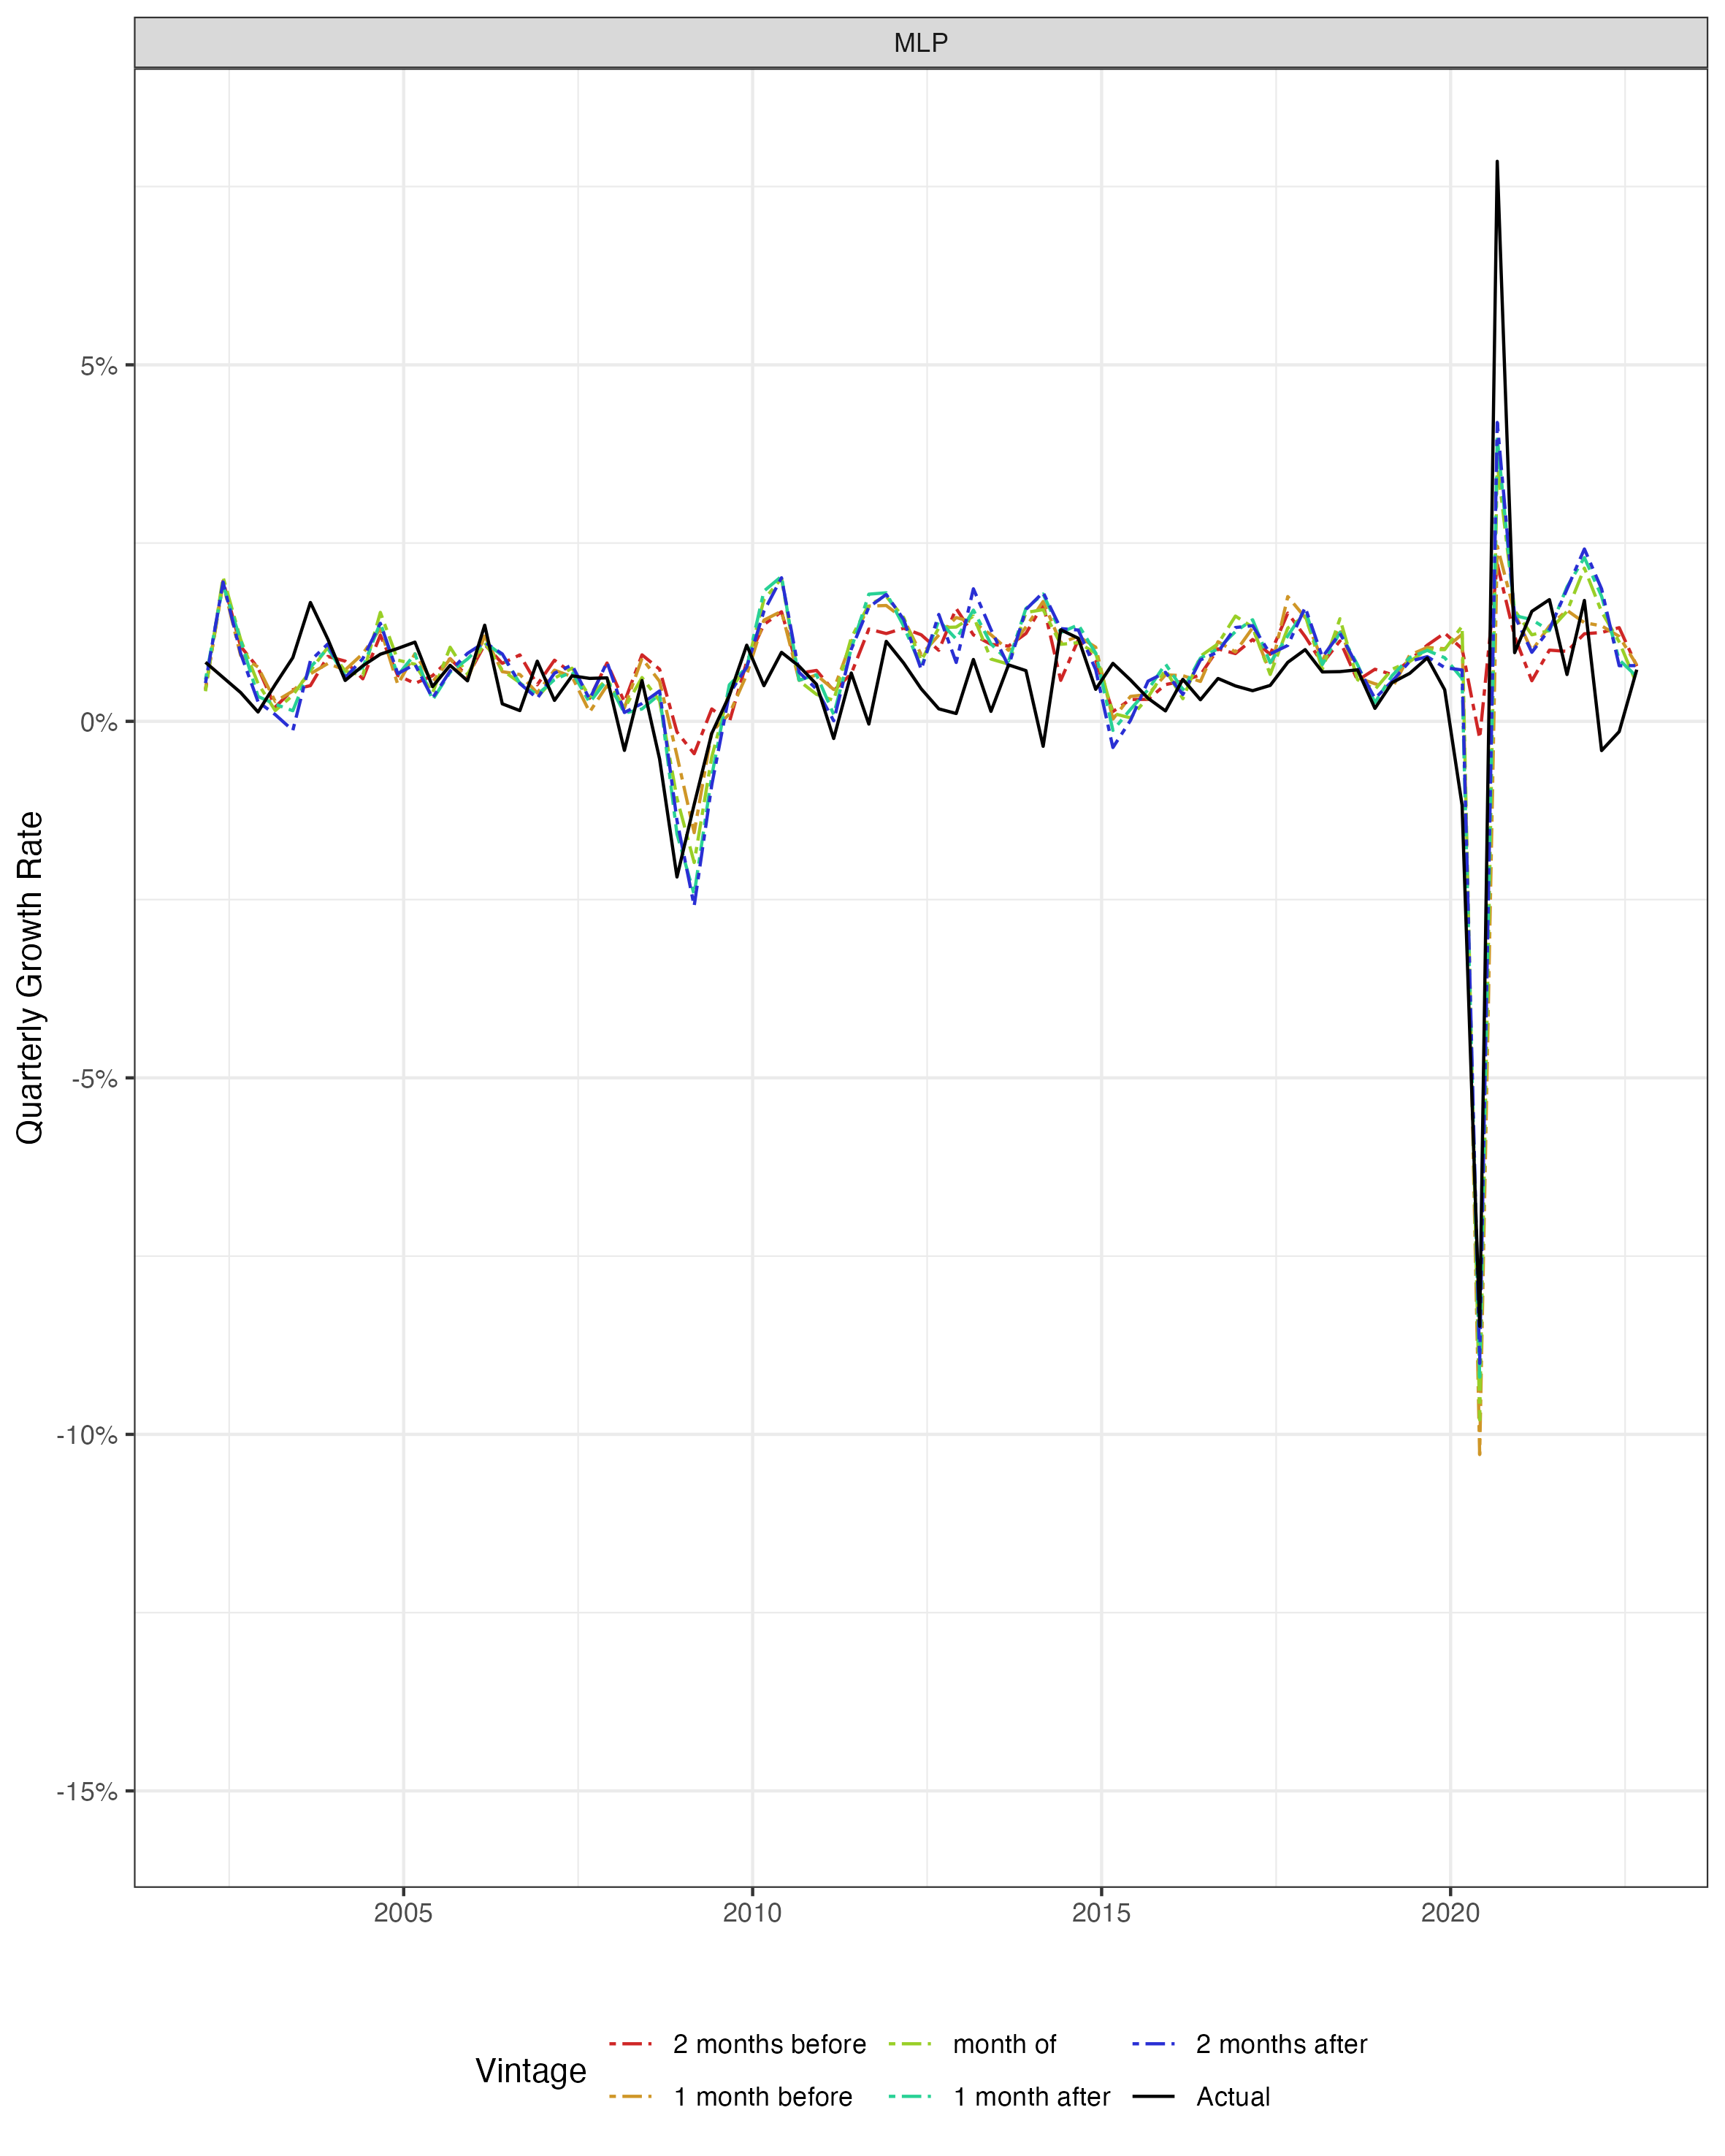 MLP
Quarterly Growth Rate
5%
0%
-5%
-10%
-15%
2005 2010 2015 2020
Vintage
2 months before month of 2 months after
1 month before 1 month after Actual